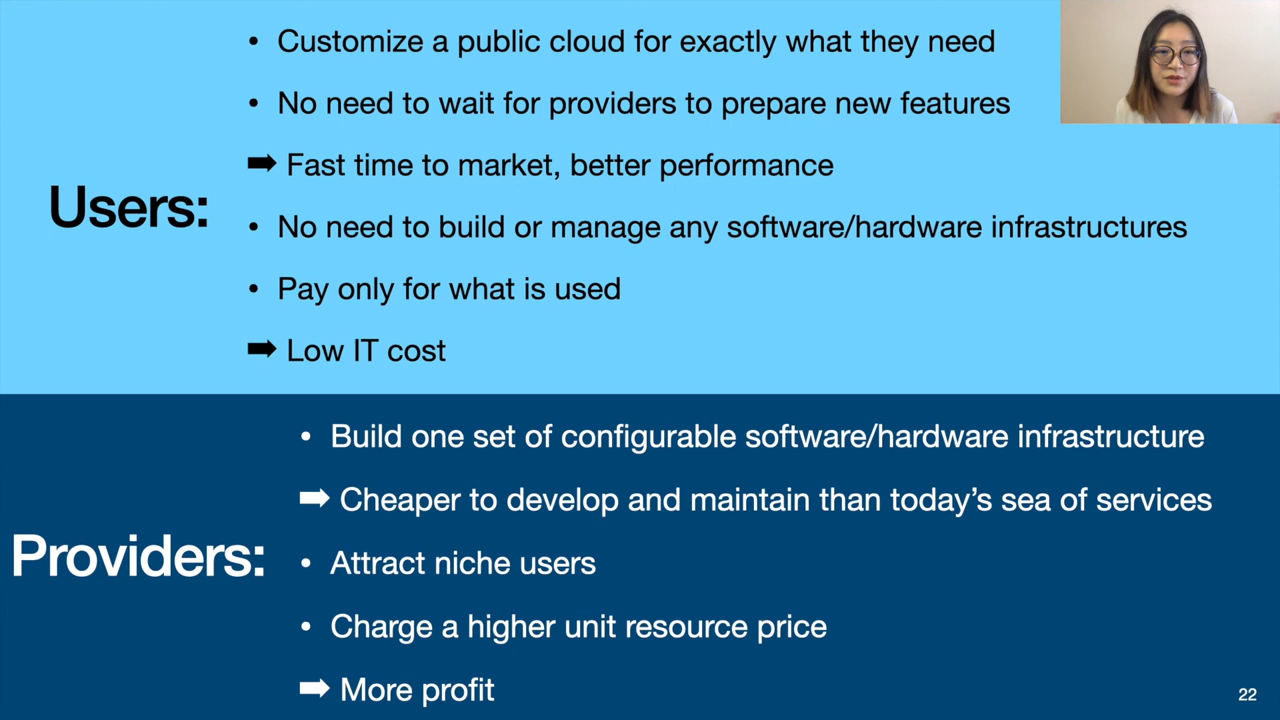 • Customize a public cloud for exactly what they need
• No need to wait for providers to prepare new features
➡ Fast time to market, better performance
Users:
• No need to build or manage any software/hardware infrastructures
• Pay only for what is used
➡ Low IT cost
• Build one set of configurable software/hardware infrastructure
➡ Cheaper to develop and maintain than today’s sea of services
Providers:
• Attract niche users
• Charge a higher unit resource price
➡ More profit
22